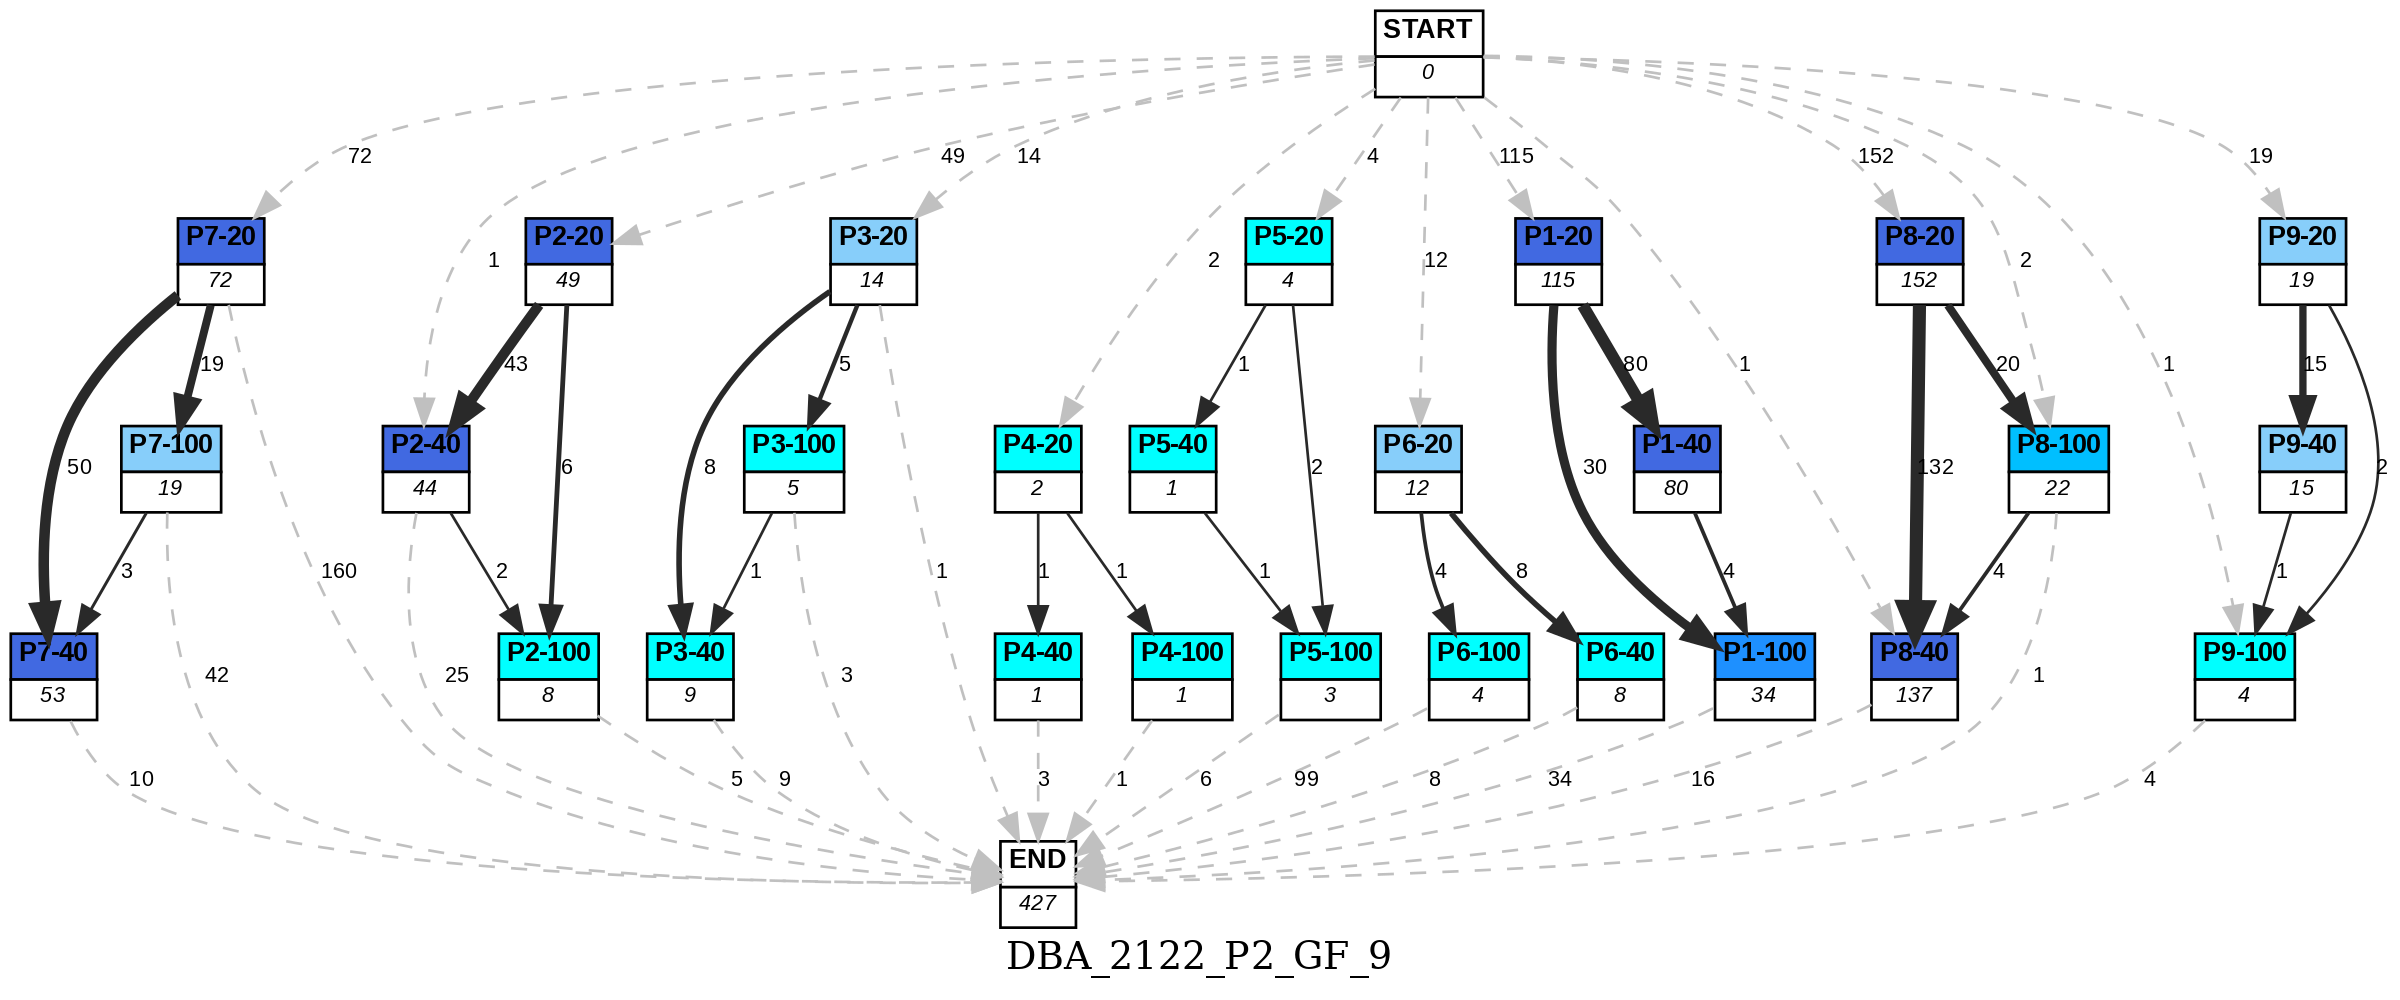 START
0
72
49
14
4
115
152
19
P7-20
72
P2-20
49
P3-20
14
P5-20
4
P1-20
115
P8-20
152
P9-20
19
1
2
12
2
19
43
5
1
80
1
20
1
15
P7-100
19
P2-40
44
P3-100
5
P4-20
2
P5-40
1
P6-20
12
P1-40
80
P8-100
22
P9-40
15
50
6
8
2
30
132
2
3
160
2
1
1
1
1
1
4
8
4
4
1
P7-40
53
P2-100
8
P3-40
9
P4-40
1
P4-100
1
P5-100
3
P6-100
4
P6-40
8
P1-100
34
P8-40
137
P9-100
4
42
25
3
1
10
5
9
3
1
6
99
8
34
16
4
END
427
DBA_2122_P2_GF_9